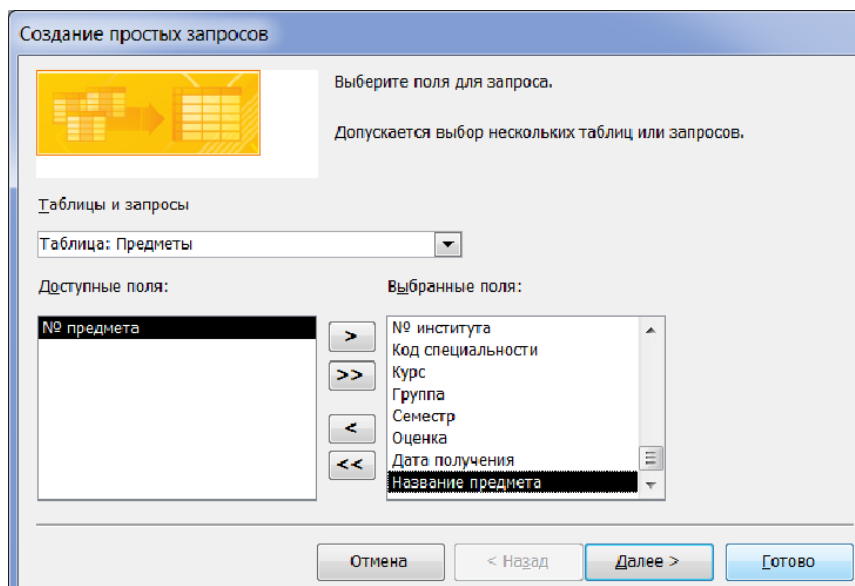 Создание простых запросов
Выберите поля для запроса.
Допускается выбор нескольких таблиц или запросов.
Таблицы и запросы
Таблица: Предметы
Доступные поля:
№ предмета
>
>>
<
<<
Выбранные поля:
№ института
Код специальности
Курс
Группа
Семестр
Оценка
Дата получения
Название предмета
Отмена
< Назад
Далее >
Готово